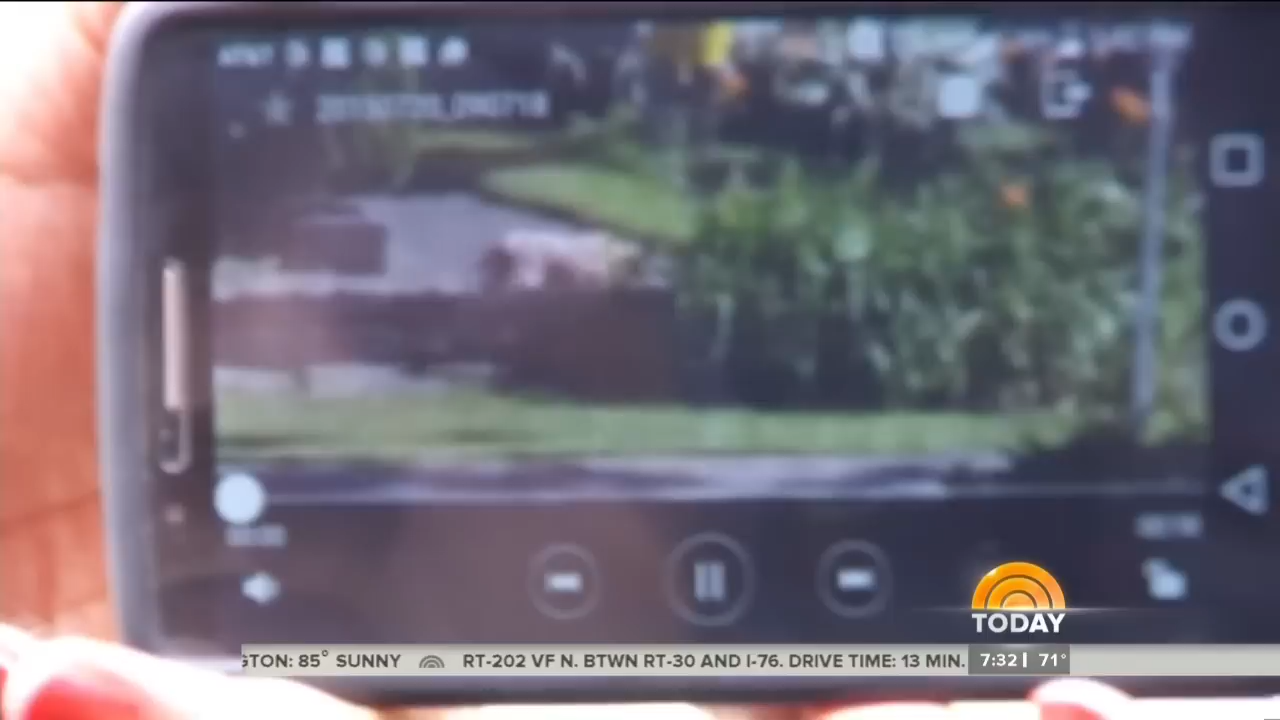 AT&T
TODAY
GTON: 85° SUNNY RT-202 VF N. BTWN RT-30 AND I-76. DRIVE TIME: 13 MIN. 7:32 71°